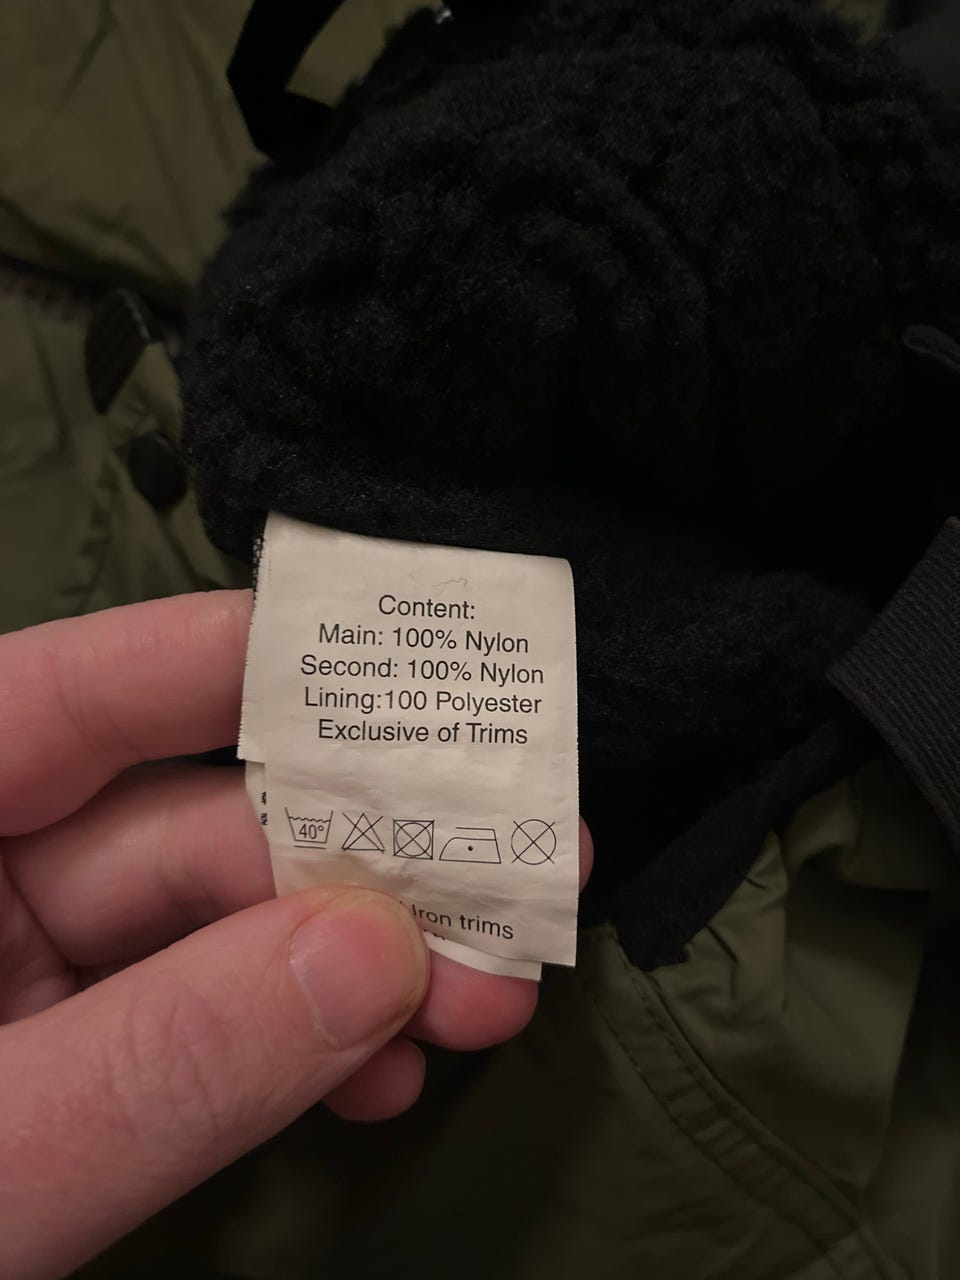 Content:
Main: 100% Nylon
Second: 100% Nylon
Lining:100 Polyester
Exclusive of Trims
40°
Iron trims